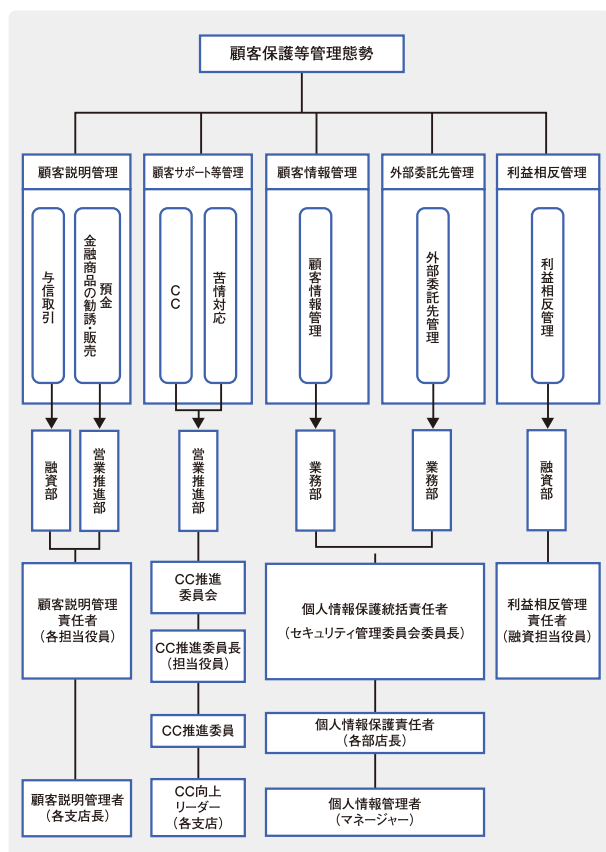 顧客保護等管理態勢
顧客説明管理
顧客サポート等管理
顧客情報管理
外部委託先管理
利益相反管理
与信取引
預金
金融商品の勧誘・販売
CC
苦情対応
顧客情報管理
外部委託先管理
利益相反管理
融資部
営業推進部
営業推進部
業務部
業務部
融資部
顧客説明管理
責任者
（各担当役員）
CC推進
委員会
個人情報保護統括責任者
（セキュリティ管理委員会委員長）
利益相反管理
責任者
（融資担当役員）
CC推進委員長
（担当役員）
CC推進委員
個人情報保護責任者
（各部店長）
顧客説明管理者
（各支店長）
CC向上
リーダー
（各支店）
個人情報管理者
（マネージャー）